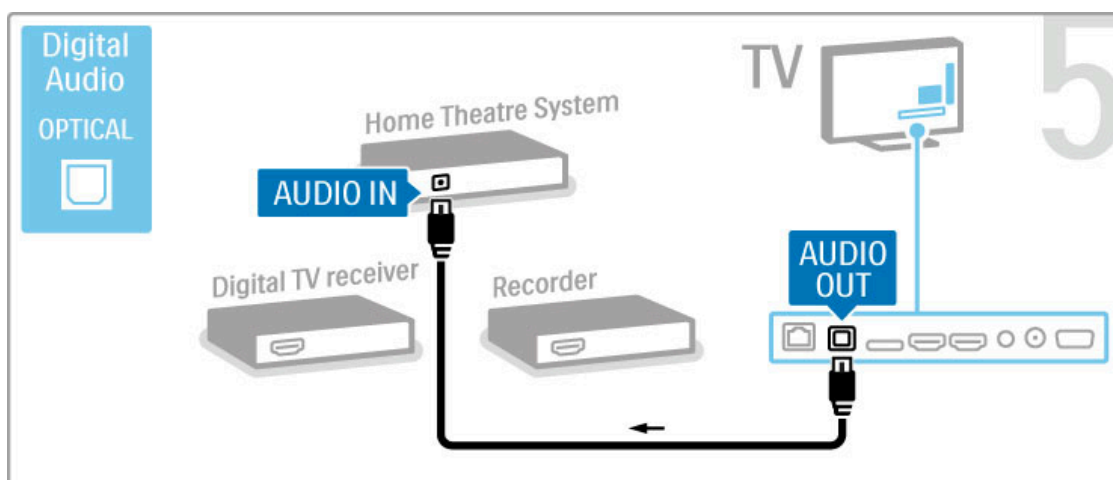 Digital
Audio
OPTICAL
TV
5
Home Theatre System
AUDIO IN
Digital TV receiver
Recorder
AUDIO
OUT